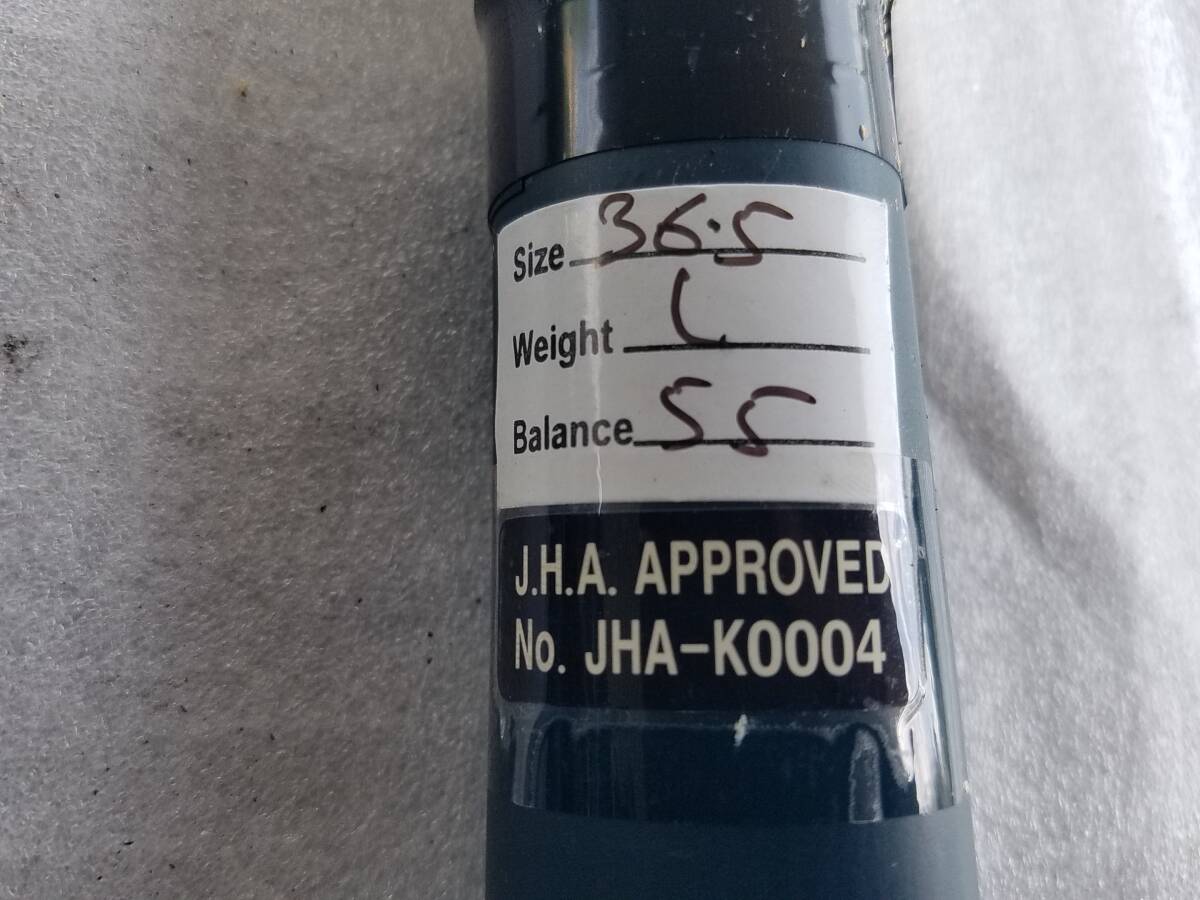 Size 36.5
Weight L
Balance 55
J.H.A. APPROVED
No. JHA-K0004